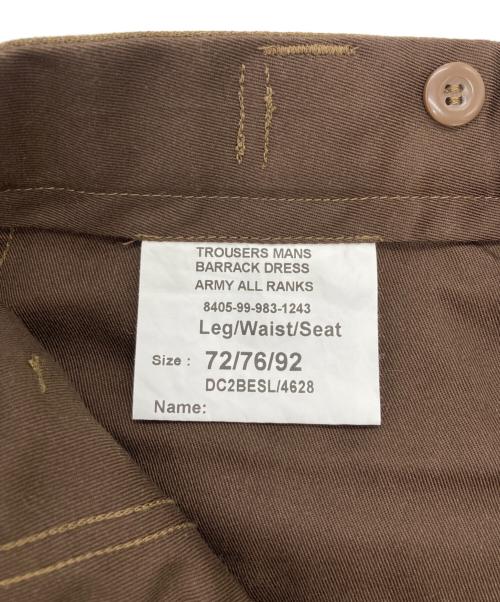 TROUSERS MANS
BARRACK DRESS
ARMY ALL RANKS
8405-99-983-1243
Leg/Waist/Seat
Size : 72/76/92
DC2BESL/4628
Name: